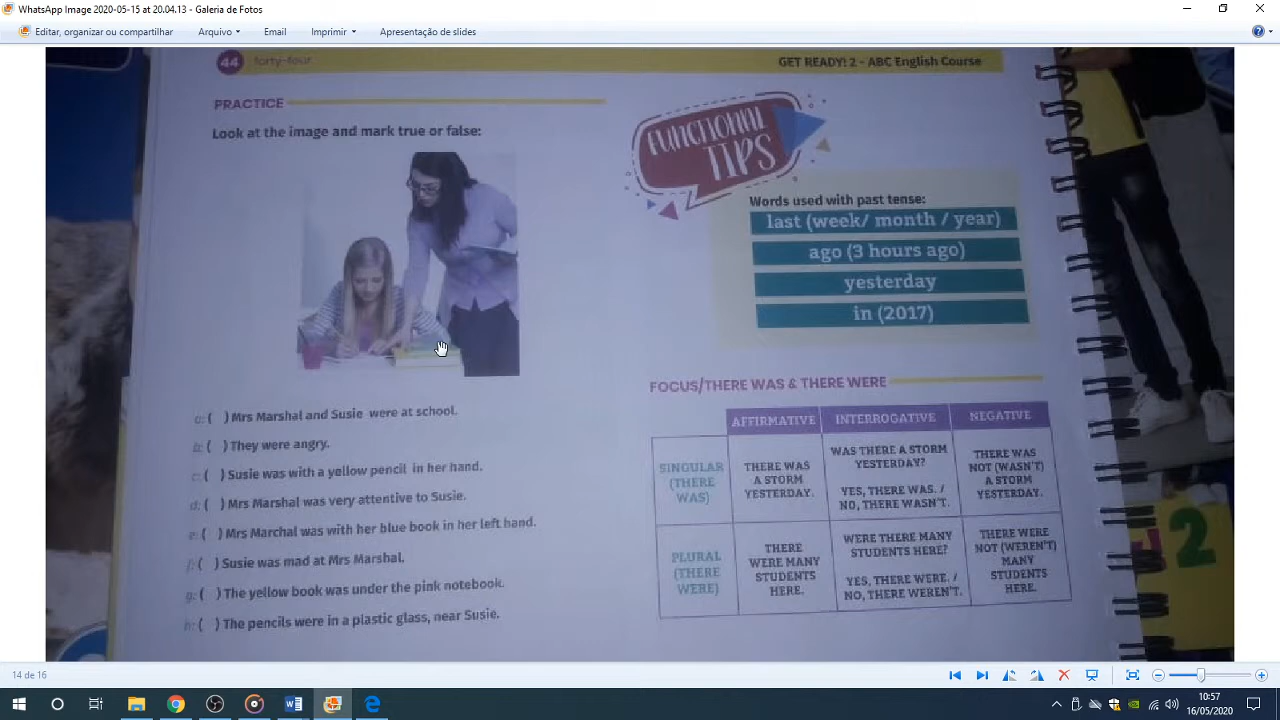 WhatsApp Image 2020-05-15 at 20.04.13 - Galeria de Fotos
Editar, organizar ou compartilhar Arquivo Email Imprimir Apresentação de slides
44 forty-four
GET READY! 2 - ABC English Course
PRACTICE
Look at the image and mark true or false:
a: ( ) Mrs Marshal and Susie were at school.
b: ( ) They were angry.
c: ( ) Susie was with a yellow pencil in her hand.
d: ( ) Mrs Marshal was very attentive to Susie.
e: ( ) Mrs Marchal was with her blue book in her left hand.
f: ( ) Susie was mad at Mrs Marshal.
g: ( ) The yellow book was under the pink notebook.
h: ( ) The pencils were in a plastic glass, near Susie.
FUNCTIONAL
TIPS
Words used with past tense:
last (week/ month / year)
ago (3 hours ago)
yesterday
in (2017)
FOCUS/THERE WAS & THERE WERE
AFFIRMATIVE INTERROGATIVE NEGATIVE
SINGULAR
(THERE
WAS)
THERE WAS
A STORM
YESTERDAY.
WAS THERE A STORM
YESTERDAY?
YES, THERE WAS. /
NO, THERE WASN'T.
THERE WAS
NOT (WASN'T)
A STORM
YESTERDAY.
PLURAL
(THERE
WERE)
THERE
WERE MANY
STUDENTS
HERE.
WERE THERE MANY
STUDENTS HERE?
YES, THERE WERE. /
NO, THERE WEREN'T.
THERE WERE
NOT (WEREN'T)
MANY
STUDENTS
HERE.
2
14 de 16
10:57
16/05/2020